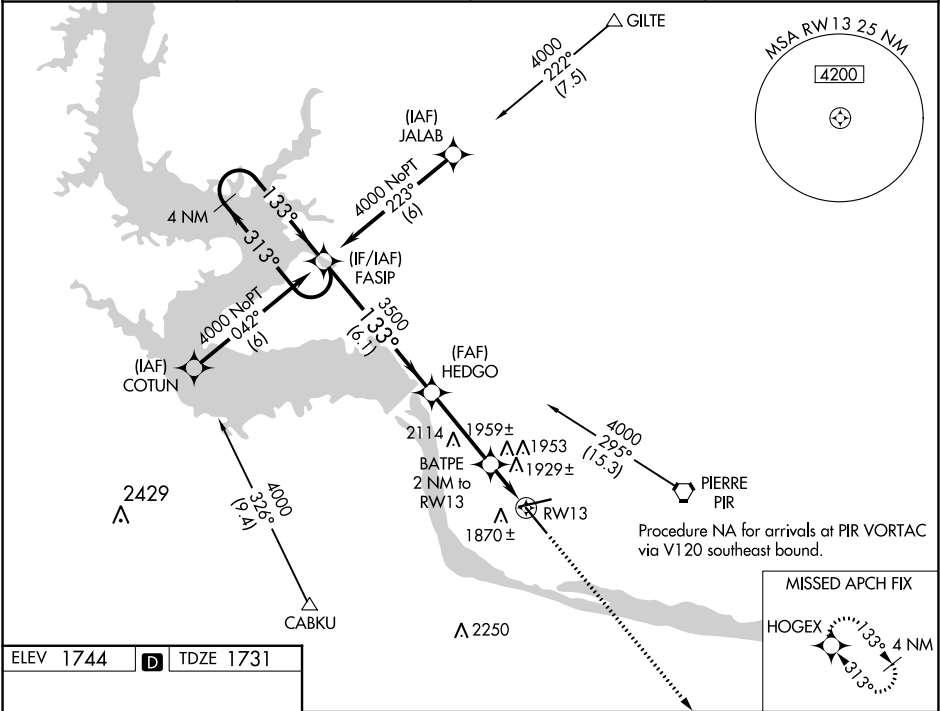 GILTE
4000
222°
(7.5)
MSA RW13 25 NM
4200
(IAF)
JALAB
4000 NoPT
223°
(6)
4 NM
133°
313°
(IF/IAF)
FASIP
4000 NoPT
042°
(6)
3500
133°
(6.1)
(IAF)
COTUN
(FAF)
HEDGO
2114
1959±
1953
1929±
4000
295°
(15.3)
BATPE
2 NM to
RW13
RW13
1870±
PIERRE
PIR
Procedure NA for arrivals at PIR VORTAC
via V120 southeast bound.
2429
4000
326°
(9.4)
CABKU
2250
MISSED APCH FIX
HOGEX
133°
4 NM
313°
ELEV 1744 D TDZE 1731